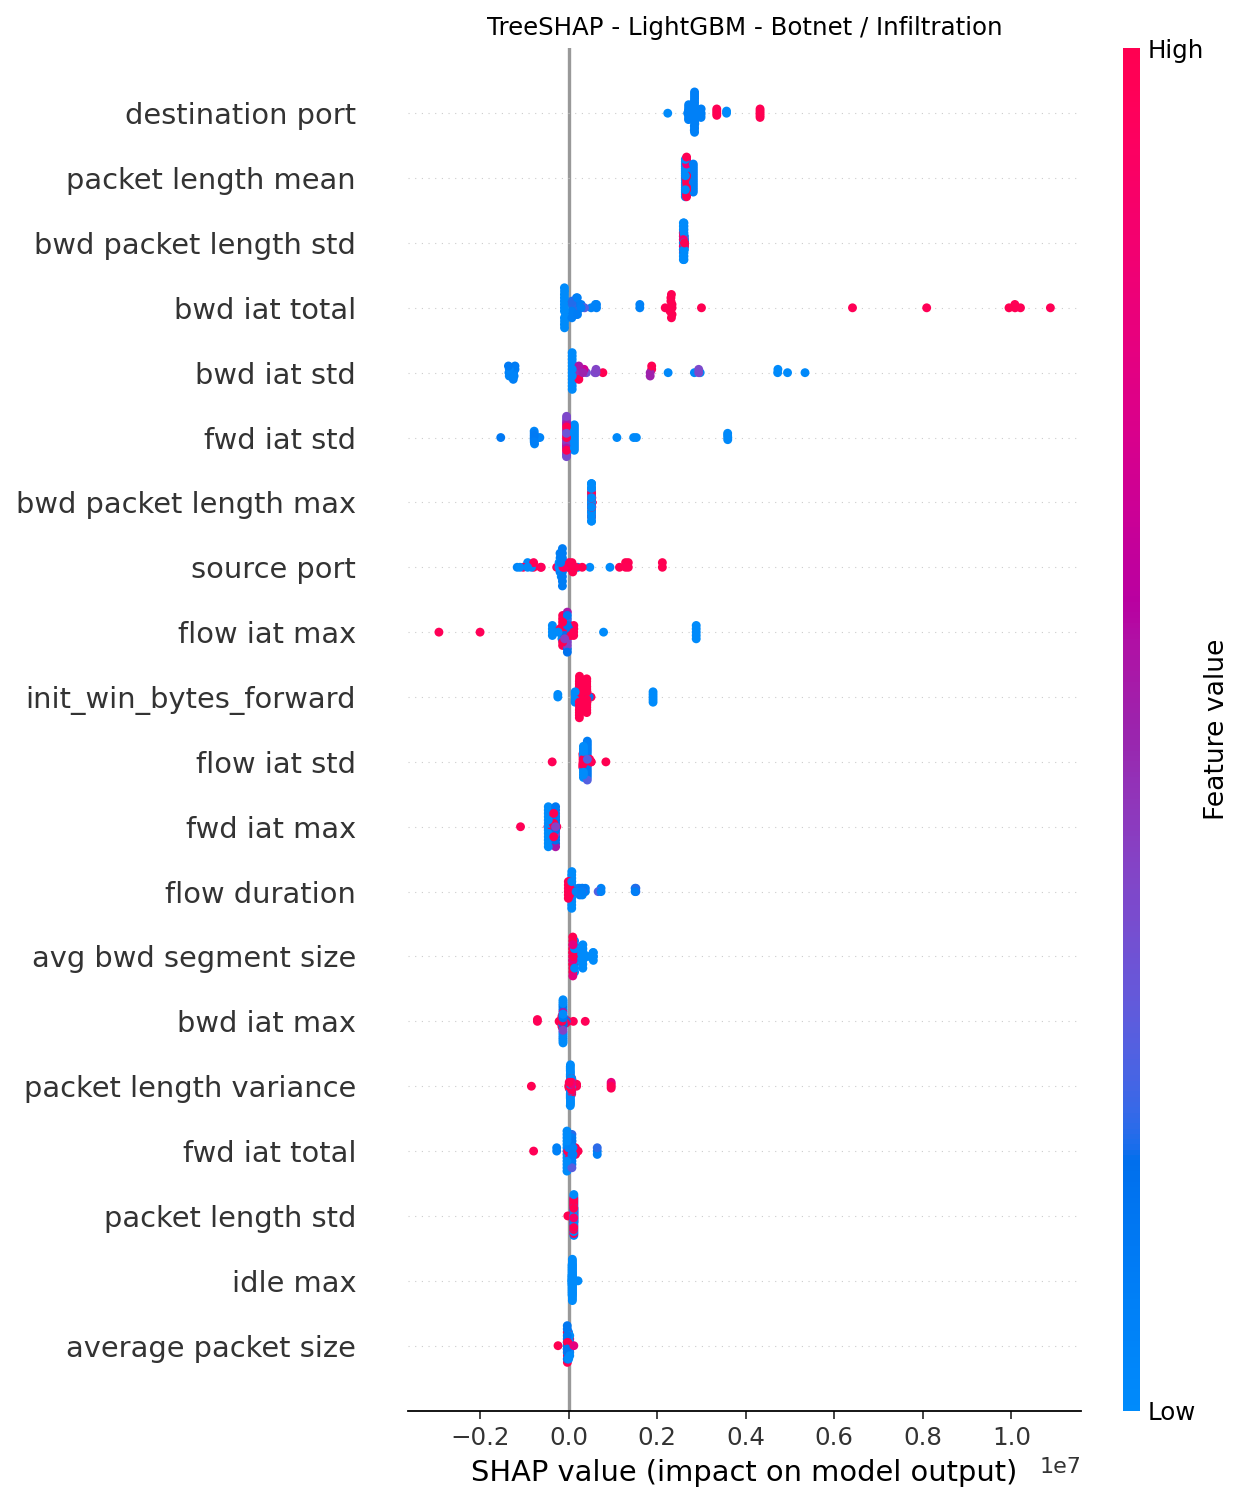 TreeSHAP - LightGBM - Botnet / Infiltration
High
destination port
packet length mean
bwd packet length std
bwd iat total
bwd iat std
fwd iat std
bwd packet length max
source port
flow iat max
init_win_bytes_forward
flow iat std
fwd iat max
flow duration
avg bwd segment size
bwd iat max
packet length variance
fwd iat total
packet length std
idle max
average packet size
Feature value
Low
−0.2 0.0 0.2 0.4 0.6 0.8 1.0
1e7
SHAP value (impact on model output)